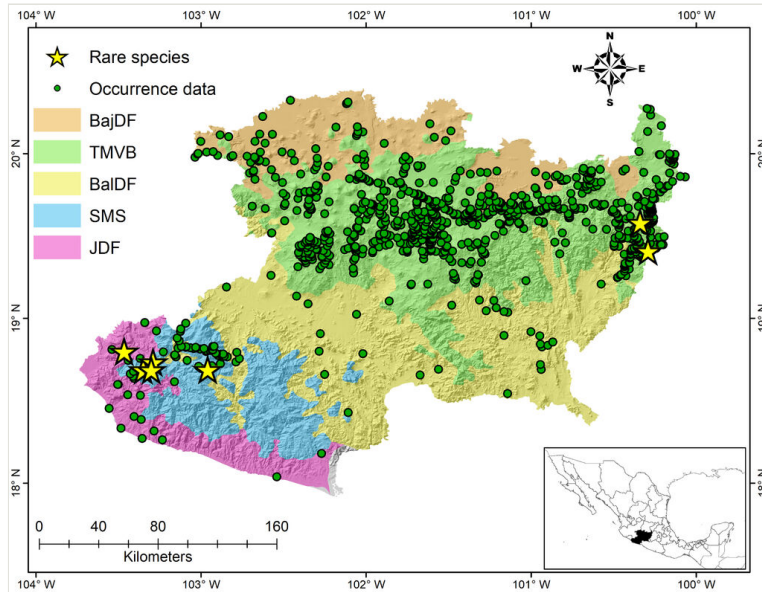 104° W 103° W 102° W 101° W 100° W
N
W E
S
Rare species
Occurrence data
BajDF
TMVB
BalDF
SMS
JDF
20° N
20° N
19° N
19° N
18° N
18° N
0 40 80 120 160
Kilometers
104° W 103° W 102° W 101° W 100° W